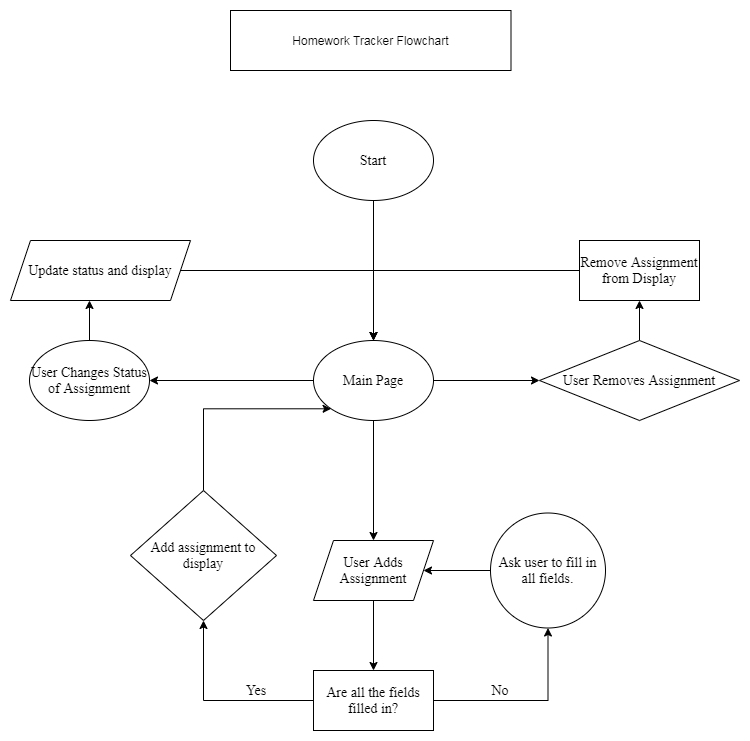 Homework Tracker Flowchart
Start
Update status and display
Remove Assignment
from Display
User Changes Status
of Assignment
Main Page
User Removes Assignment
Add assignment to
display
User Adds
Assignment
Ask user to fill in
all fields.
Yes
Are all the fields
filled in?
No